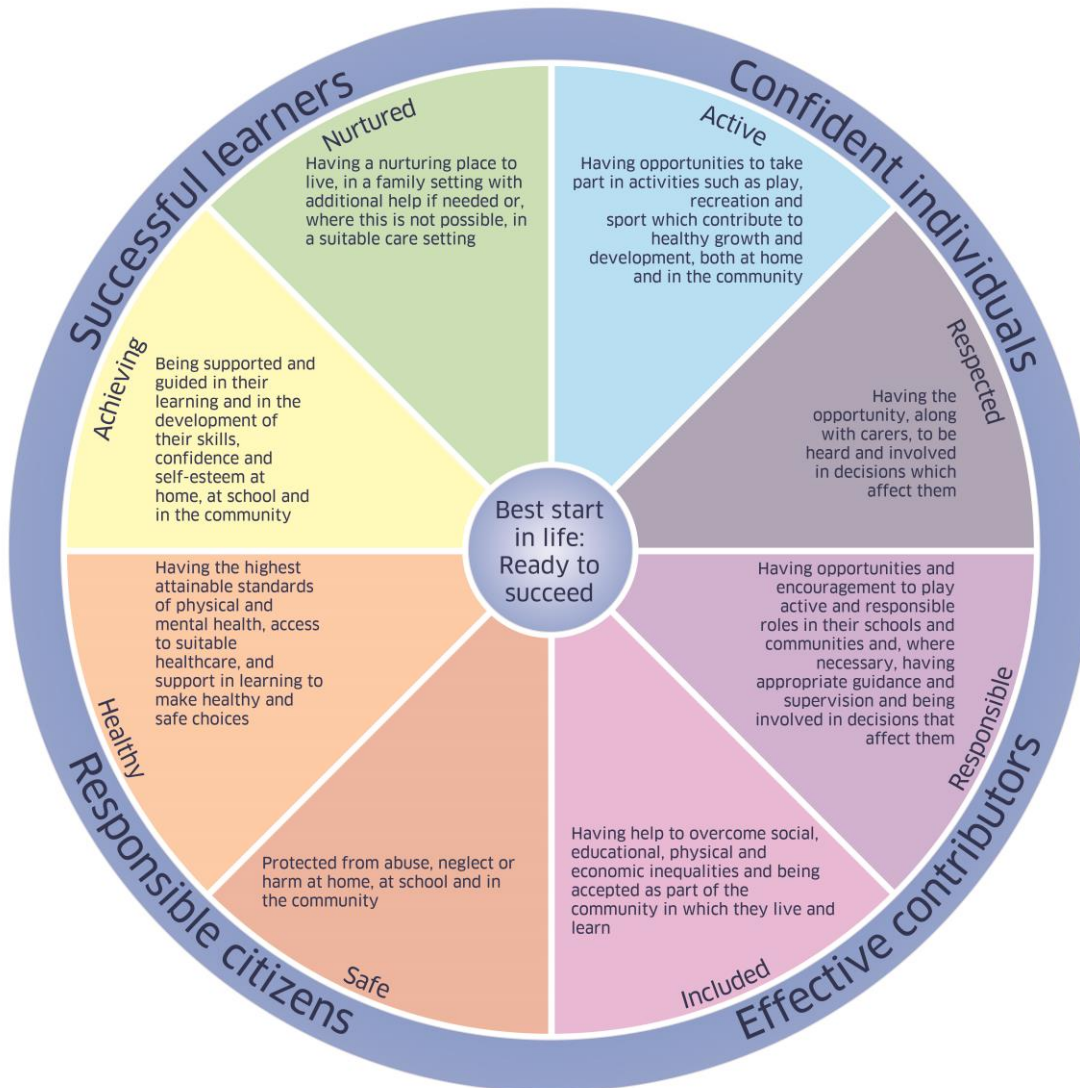 Successful learners
Confident individuals
Nurtured
Having a nurturing place to
live, in a family setting with
additional help if needed or,
where this is not possible, in
a suitable care setting
Active
Having opportunities to take
part in activities such as play,
recreation and
sport which contribute to
healthy growth and
development, both at home
and in the community
Respected
Having the
opportunity, along
with carers, to be
heard and involved
in decisions which
affect them
Achieving
Being supported and
guided in their
learning and in the
development of
their skills,
confidence and
self-esteem at
home, at school and
in the community
Best start
in life:
Ready to
succeed
Having the highest
attainable standards
of physical and
mental health, access
to suitable
healthcare, and
support in learning to
make healthy and
safe choices
Healthy
Having opportunities and
encouragement to play
active and responsible
roles in their schools and
communities and, where
necessary, having
appropriate guidance and
supervision and being
involved in decisions that
affect them
Responsible
Protected from abuse, neglect or
harm at home, at school and in
the community
Safe
Having help to overcome social,
educational, physical and
economic inequalities and being
accepted as part of the
community in which they live and
learn
Included
Responsible citizens
Effective contributors